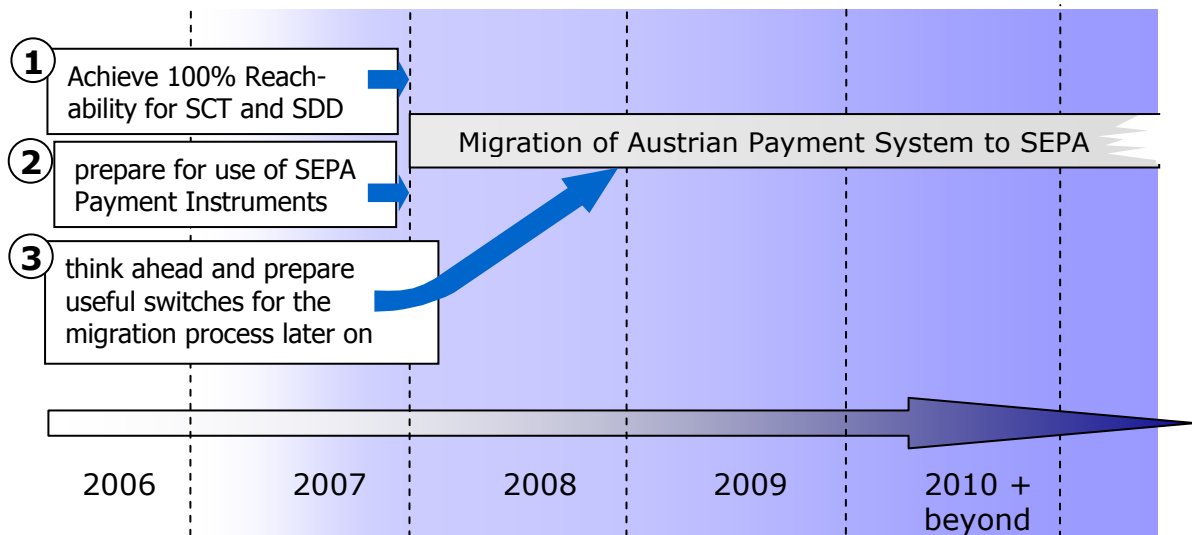 1
Achieve 100% Reach-
ability for SCT and SDD
Migration of Austrian Payment System to SEPA
2
prepare for use of SEPA
Payment Instruments
3
think ahead and prepare
useful switches for the
migration process later on
2006
2007
2008
2009
2010 +
beyond